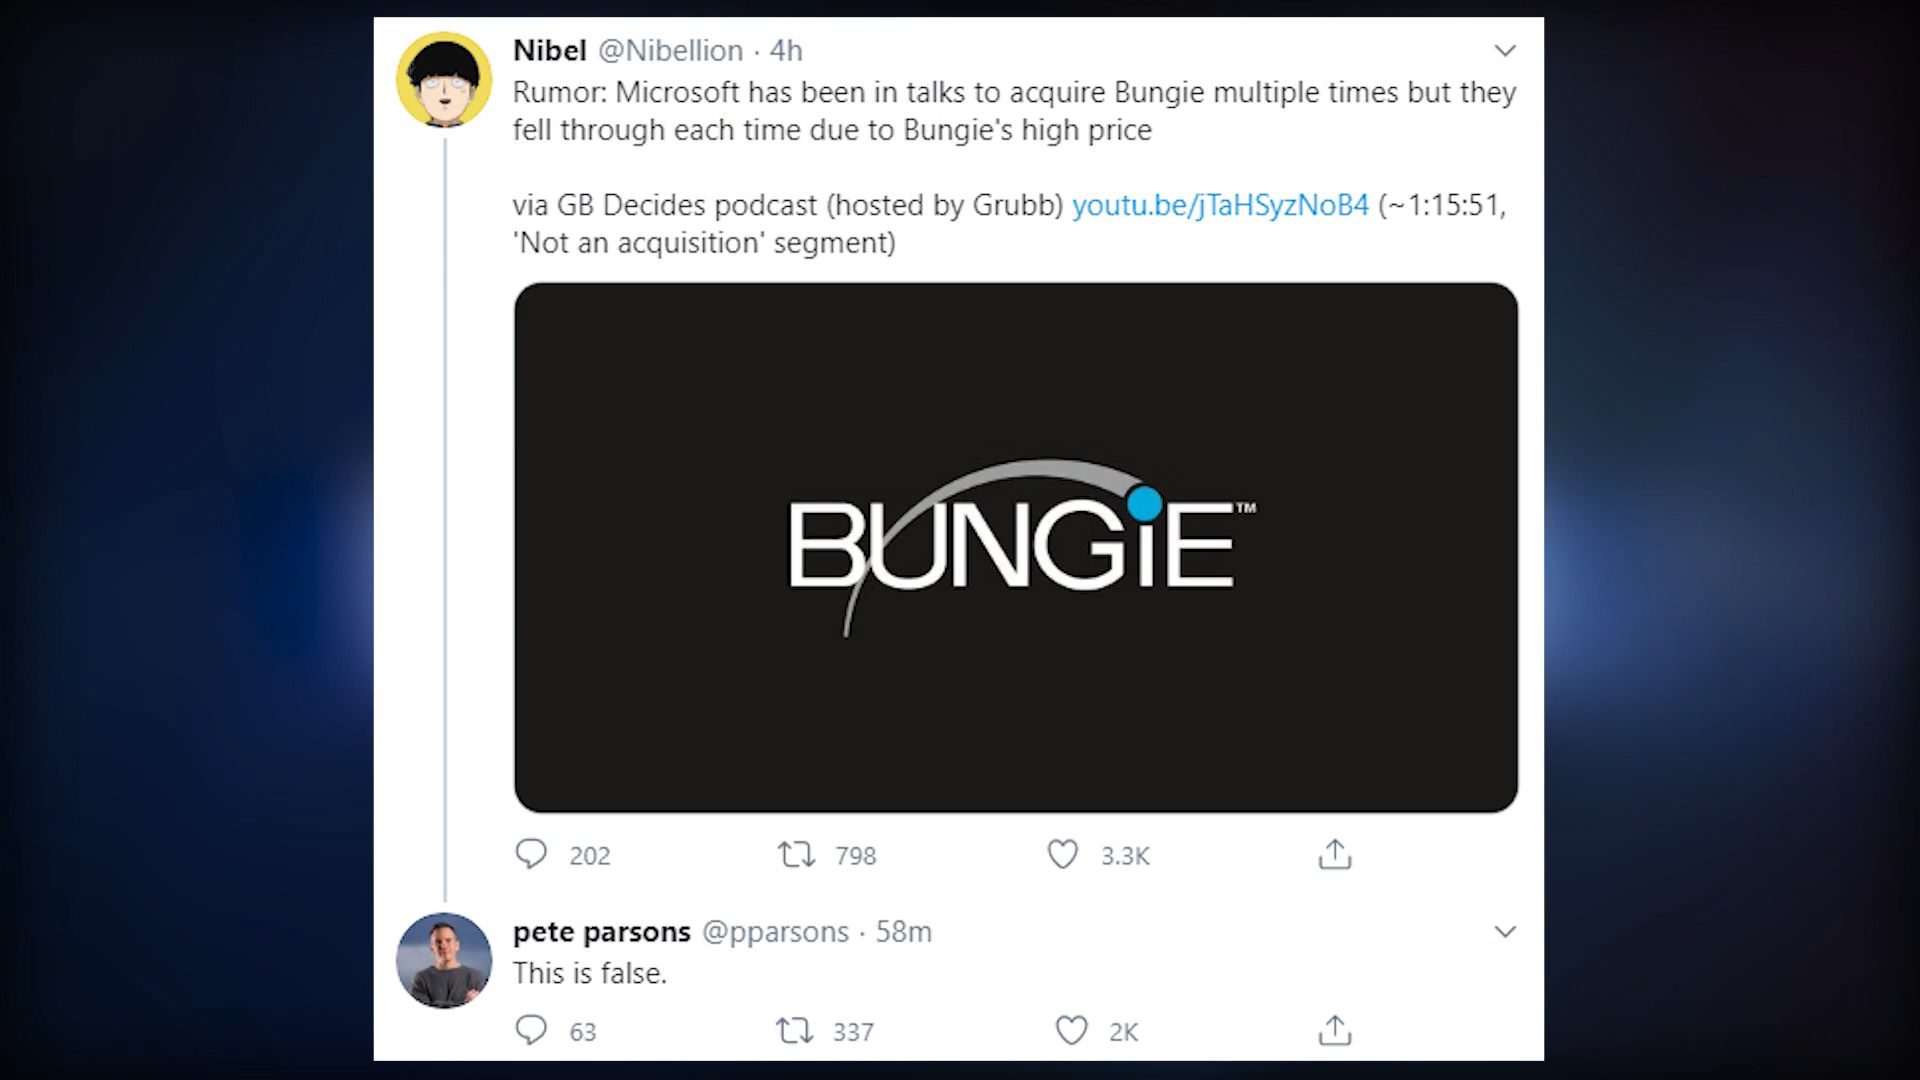 Nibel @Nibellion · 4h
Rumor: Microsoft has been in talks to acquire Bungie multiple times but they
fell through each time due to Bungie's high price
via GB Decides podcast (hosted by Grubb) youtu.be/jTaHSyzNoB4 (~1:15:51,
'Not an acquisition' segment)
BUNGiE™
202 798 3.3K
pete parsons @pparsons · 58m
This is false.
63 337 2K